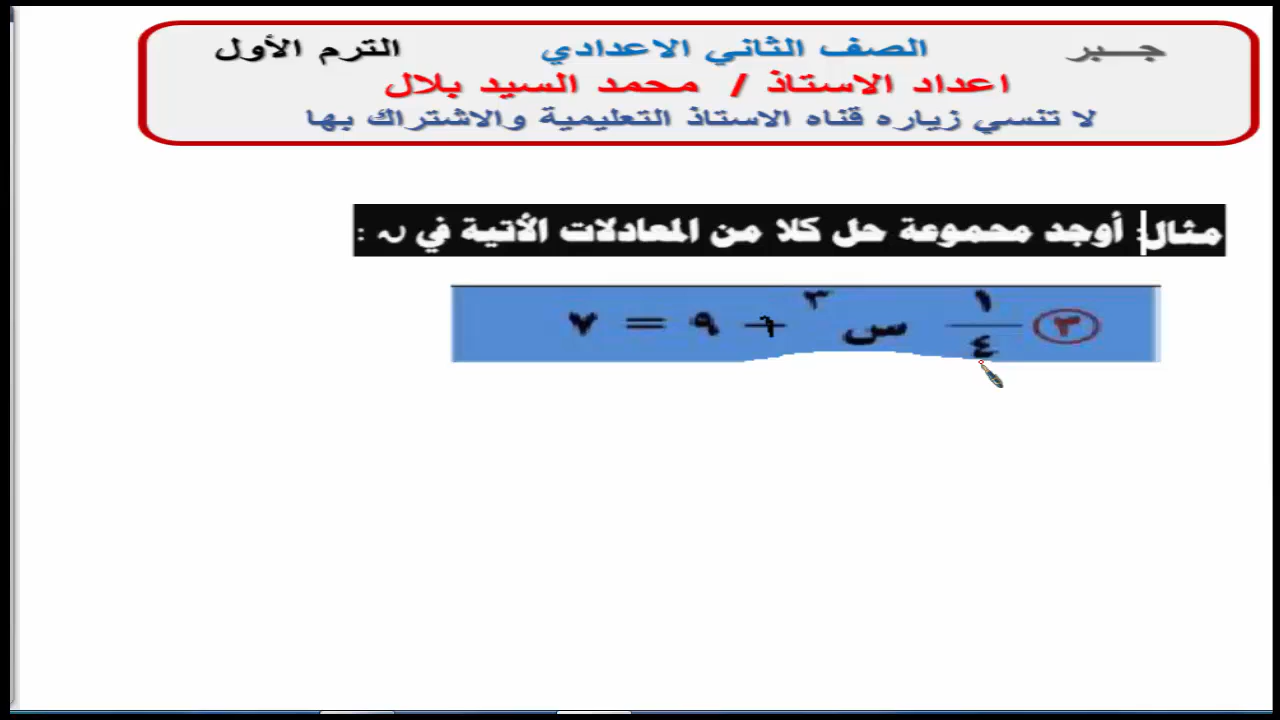 جـــبر الصف الثاني الاعدادي الترم الأول
اعداد الاستاذ / محمد السيد بلال
لا تنسي زياره قناه الاستاذ التعليمية والاشتراك بها
مثال: أوجد مجموعة حل كلا من المعادلات الأتية في ن :
٣ ١/٤ س٣ + ٩ = ٧